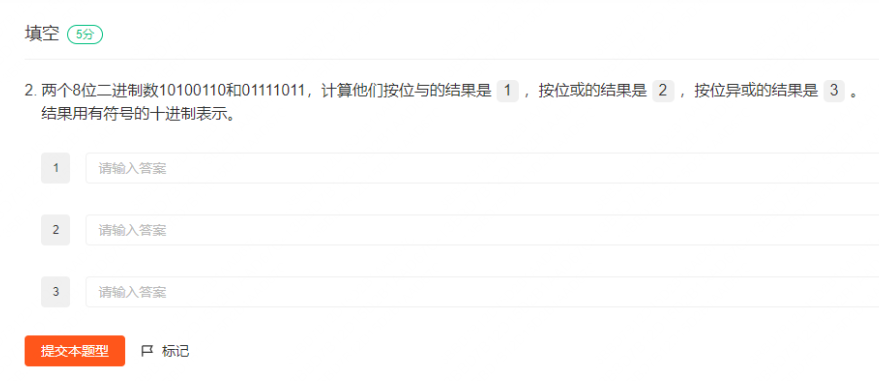 填空 5分
2. 两个8位二进制数10100110和01111011，计算他们按位与的结果是 1 ，按位或的结果是 2 ，按位异或的结果是 3 。
结果用有符号的十进制表示。
1 请输入答案
2 请输入答案
3 请输入答案
提交本题型 标记